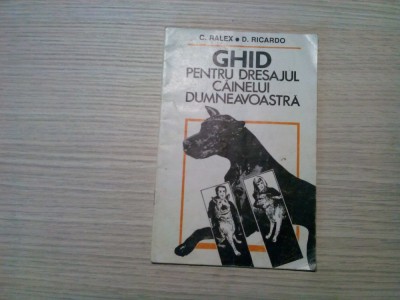 C. BALEX • D. RICARDO
GHID
PENTRU DRESAJUL
CÂINELUI
DUMNEAVOASTRĂ